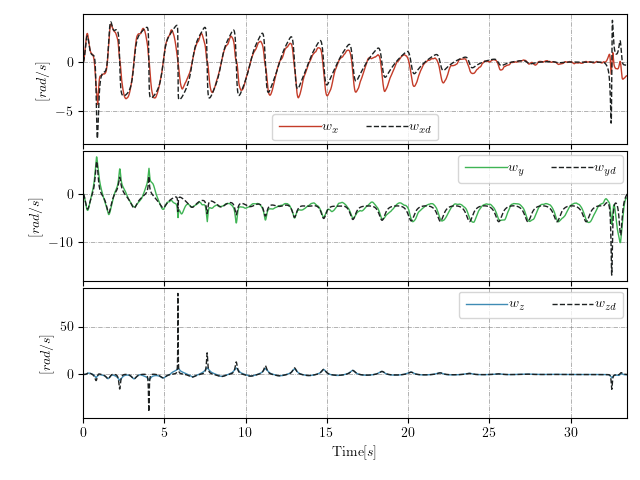 0
−5
[rad/s]
w_x w_xd
0
−10
[rad/s]
w_y w_yd
50
0
[rad/s]
w_z w_zd
0 5 10 15 20 25 30
Time[s]